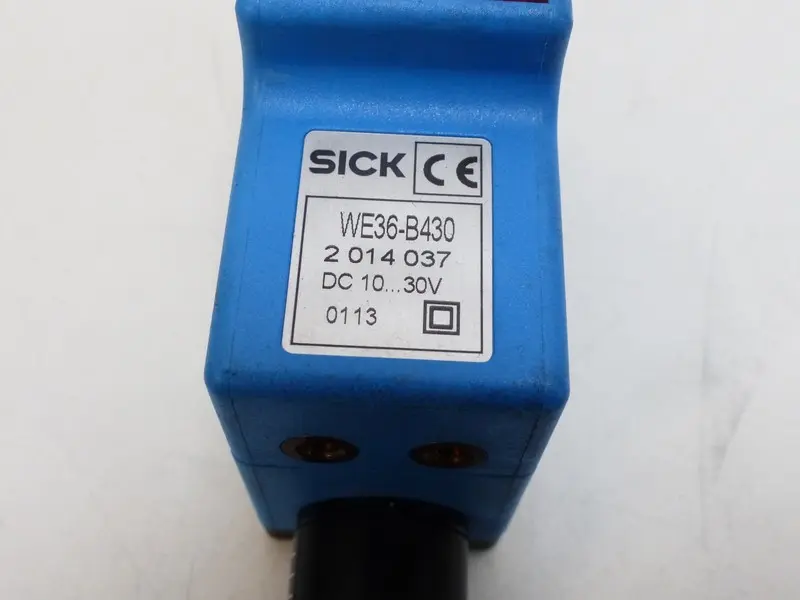 SICK CE
WE36-B430
2 014 037
DC 10...30V
0113